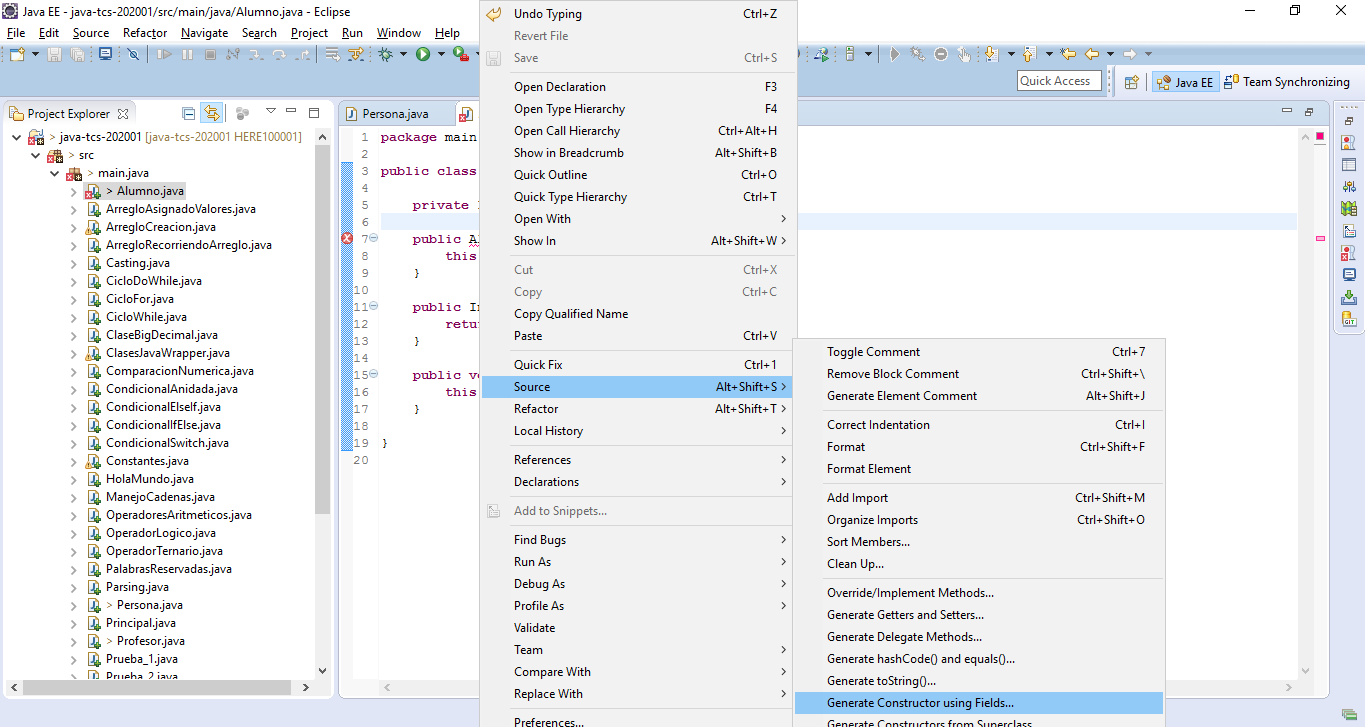 Java EE - java-tcs-202001/src/main/java/Alumno.java - Eclipse
File Edit Source Refactor Navigate Search Project Run Window Help
Quick Access
Java EE
Team Synchronizing
Project Explorer
> java-tcs-202001 [java-tcs-202001 HERE100001]
> src
> main.java
> Alumno.java
ArregloAsignadoValores.java
ArregloCreacion.java
ArregloRecorriendoArreglo.java
Casting.java
CicloDoWhile.java
CicloFor.java
CicloWhile.java
ClaseBigDecimal.java
ClasesJavaWrapper.java
ComparacionNumerica.java
CondicionalAnidada.java
CondicionalElseIf.java
CondicionalIfElse.java
CondicionalSwitch.java
Constantes.java
HolaMundo.java
ManejoCadenas.java
OperadoresAritmeticos.java
OperadorLogico.java
OperadorTernario.java
PalabrasReservadas.java
Parsing.java
> Persona.java
Principal.java
> Profesor.java
Prueba_1.java
Prueba_2.java
Persona.java
1 package main
2
3 public class
4
5 private
6
7 public Al
8 this
9 }
10
11 public In
12 retu
13 }
14
15 public vo
16 this
17 }
18
19 }
20
Undo Typing Ctrl+Z
Revert File
Save Ctrl+S
Open Declaration F3
Open Type Hierarchy F4
Open Call Hierarchy Ctrl+Alt+H
Show in Breadcrumb Alt+Shift+B
Quick Outline Ctrl+O
Quick Type Hierarchy Ctrl+T
Open With
Show In Alt+Shift+W
Cut Ctrl+X
Copy Ctrl+C
Copy Qualified Name
Paste Ctrl+V
Quick Fix Ctrl+1
Source Alt+Shift+S
Refactor Alt+Shift+T
Local History
References
Declarations
Add to Snippets...
Find Bugs
Run As
Debug As
Profile As
Validate
Team
Compare With
Replace With
Preferences...
Toggle Comment Ctrl+7
Remove Block Comment Ctrl+Shift+\
Generate Element Comment Alt+Shift+J
Correct Indentation Ctrl+I
Format Ctrl+Shift+F
Format Element
Add Import Ctrl+Shift+M
Organize Imports Ctrl+Shift+O
Sort Members...
Clean Up...
Override/Implement Methods...
Generate Getters and Setters...
Generate Delegate Methods...
Generate hashCode() and equals()...
Generate toString()...
Generate Constructor using Fields...
Generate Constructors from Superclass...
GIT